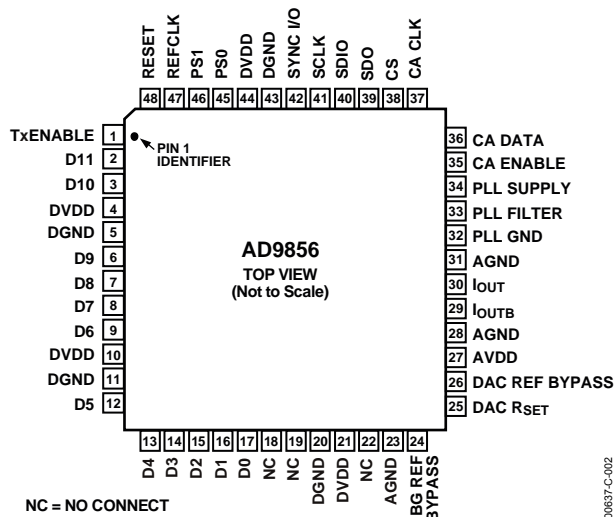 RESET
REFCLK
PS1
PS0
DVDD
DGND
SYNC I/O
SCLK
SDIO
SDO
CS
CA CLK
48 47 46 45 44 43 42 41 40 39 38 37
TxENABLE 1
D11 2
D10 3
DVDD 4
DGND 5
D9 6
D8 7
D7 8
D6 9
DVDD 10
DGND 11
D5 12
PIN 1
IDENTIFIER
AD9856
TOP VIEW
(Not to Scale)
36 CA DATA
35 CA ENABLE
34 PLL SUPPLY
33 PLL FILTER
32 PLL GND
31 AGND
30 IOUT
29 IOUTB
28 AGND
27 AVDD
26 DAC REF BYPASS
25 DAC RSET
13 14 15 16 17 18 19 20 21 22 23 24
D4
D3
D2
D1
D0
NC
NC
DGND
DVDD
NC
AGND
BG REF
BYPASS
NC = NO CONNECT
00637-C-002